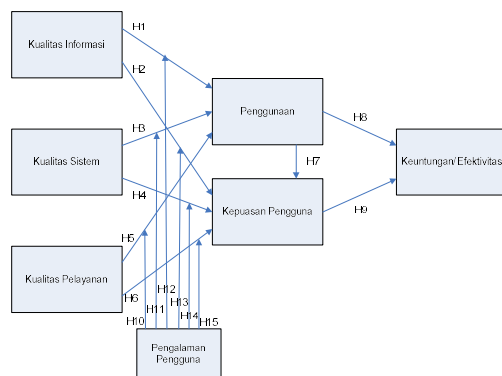 H1
Kualitas Informasi
H2
Penggunaan
H8
H3
Kualitas Sistem
Keuntungan/Efektivitas
H7
H4
Kepuasan Pengguna
H9
H5
Kualitas Pelayanan
H6
H12
H13
H11
H14
H10
H15
Pengalaman
Pengguna